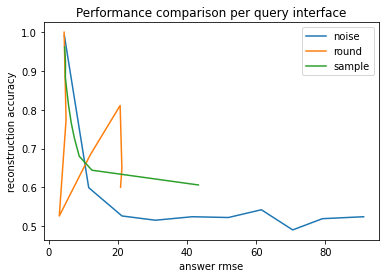 Performance comparison per query interface
noise
round
sample
reconstruction accuracy
1.0
0.9
0.8
0.7
0.6
0.5
0
20
40
60
80
answer rmse